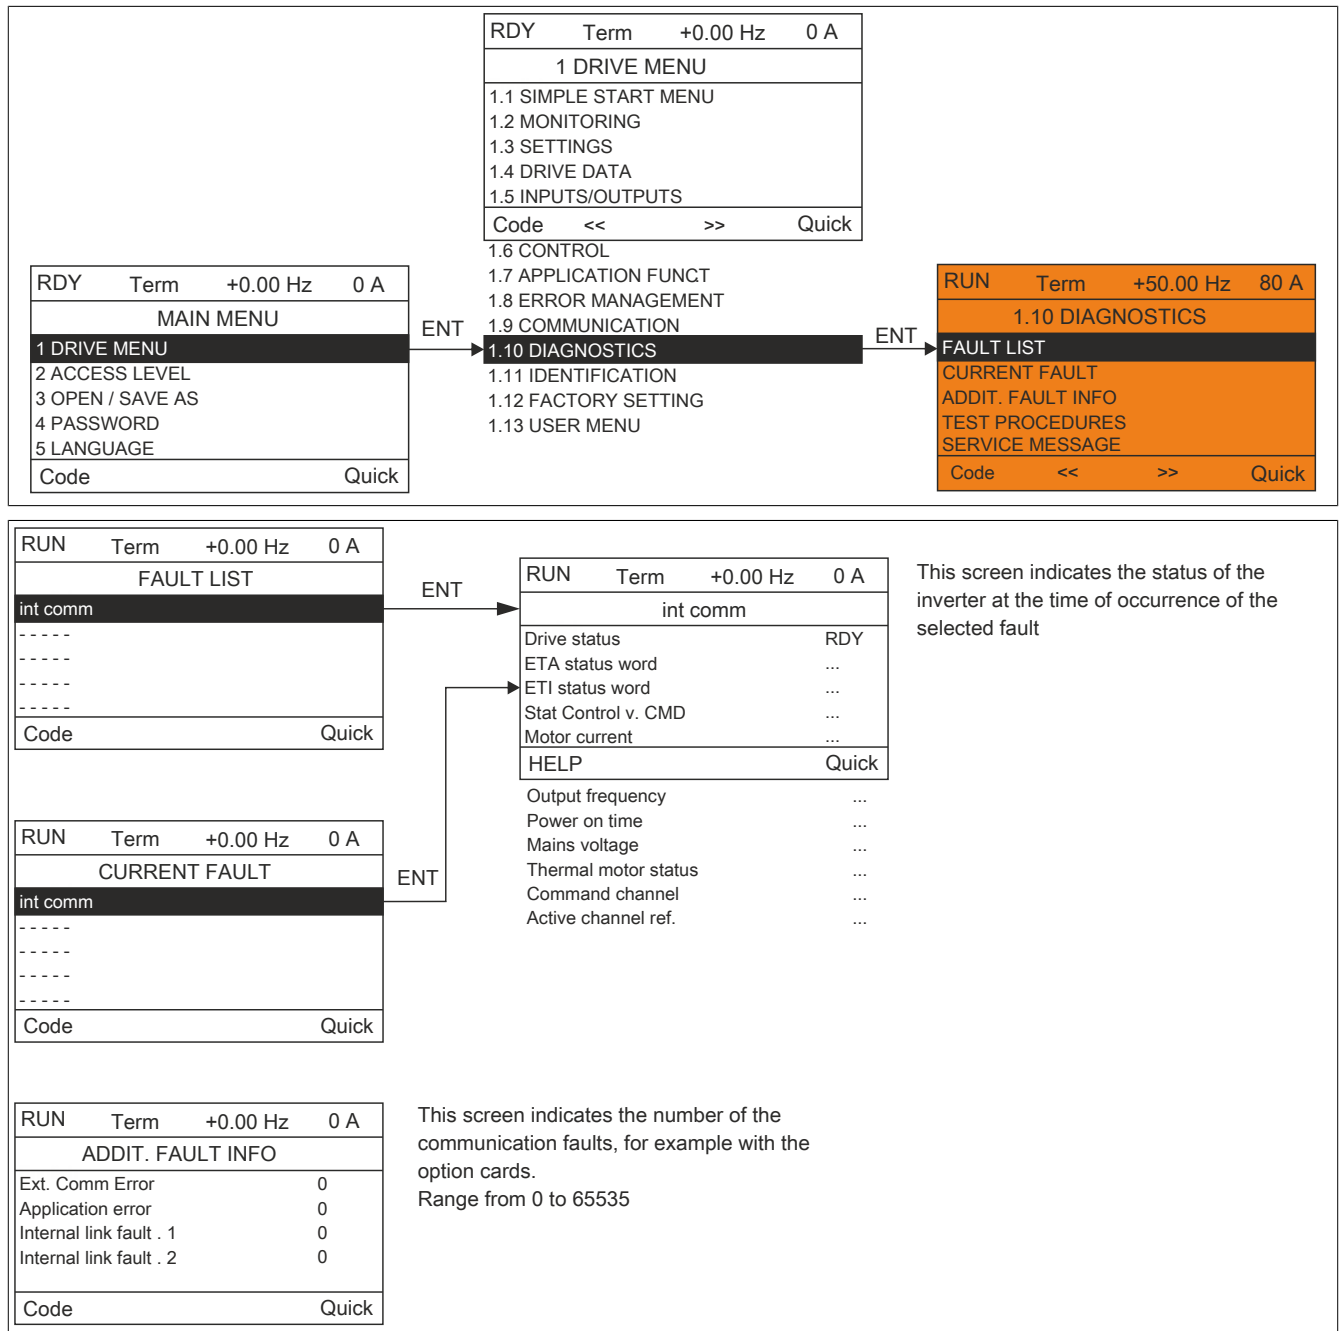 RDY Term +0.00 Hz 0 A
1 DRIVE MENU
1.1 SIMPLE START MENU
1.2 MONITORING
1.3 SETTINGS
1.4 DRIVE DATA
1.5 INPUTS/OUTPUTS
Code << >> Quick
1.6 CONTROL
1.7 APPLICATION FUNCT
1.8 ERROR MANAGEMENT
1.9 COMMUNICATION
1.10 DIAGNOSTICS
1.11 IDENTIFICATION
1.12 FACTORY SETTING
1.13 USER MENU
RDY Term +0.00 Hz 0 A
MAIN MENU
1 DRIVE MENU
2 ACCESS LEVEL
3 OPEN / SAVE AS
4 PASSWORD
5 LANGUAGE
Code Quick
ENT
ENT
RUN Term +50.00 Hz 80 A
1.10 DIAGNOSTICS
FAULT LIST
CURRENT FAULT
ADDIT. FAULT INFO
TEST PROCEDURES
SERVICE MESSAGE
Code << >> Quick
RUN Term +0.00 Hz 0 A
FAULT LIST
int comm
- - - - -
- - - - -
- - - - -
- - - - -
Code Quick
ENT
RUN Term +0.00 Hz 0 A
int comm
Drive status RDY
ETA status word ...
ETI status word ...
Stat Control v. CMD ...
Motor current ...
HELP Quick
Output frequency ...
Power on time ...
Mains voltage ...
Thermal motor status ...
Command channel ...
Active channel ref. ...
This screen indicates the status of the
inverter at the time of occurrence of the
selected fault
RUN Term +0.00 Hz 0 A
CURRENT FAULT
int comm
- - - - -
- - - - -
- - - - -
- - - - -
Code Quick
ENT
RUN Term +0.00 Hz 0 A
ADDIT. FAULT INFO
Ext. Comm Error 0
Application error 0
Internal link fault . 1 0
Internal link fault . 2 0
Code Quick
This screen indicates the number of the
communication faults, for example with the
option cards.
Range from 0 to 65535